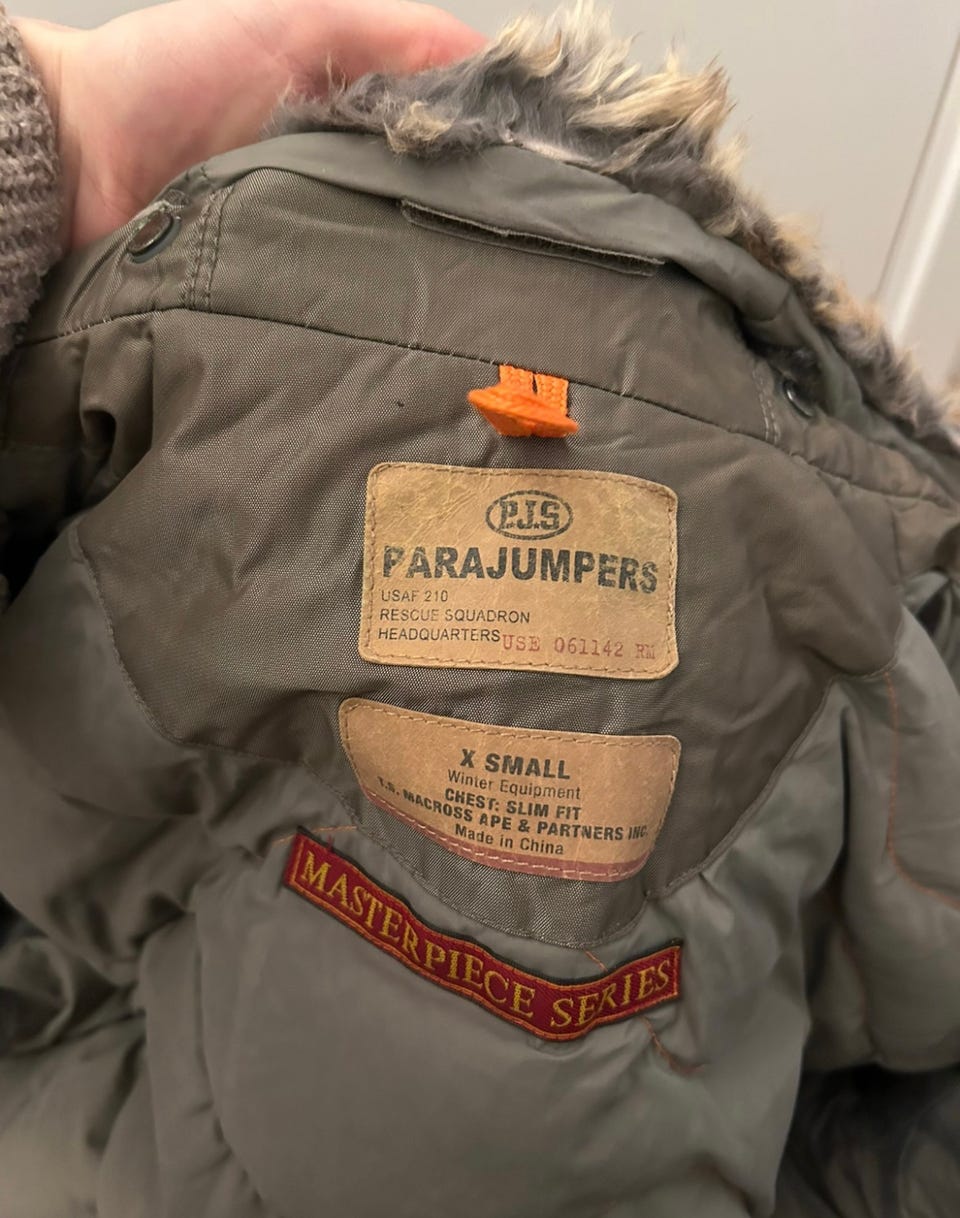 P.J.S
PARAJUMPERS
USAF 210
RESCUE SQUADRON
HEADQUARTERS USE 061142 RM
X SMALL
Winter Equipment
CHEST: SLIM FIT
T.S. MACROSS APE & PARTNERS INC.
Made in China
MASTERPIECE SERIES